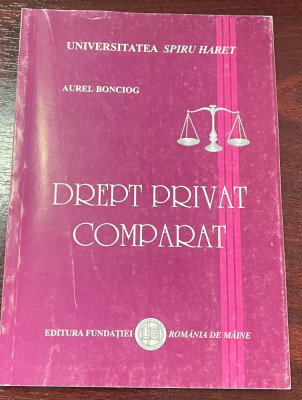 UNIVERSITATEA SPIRU HARET
AUREL BONCIOG
DREPT PRIVAT
COMPARAT
EDITURA FUNDAȚIEI ROMÂNIA DE MÂINE